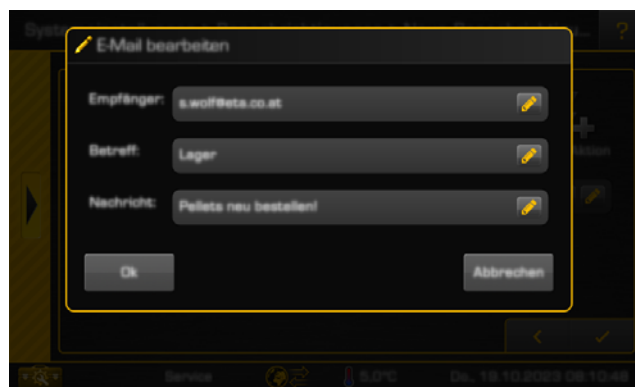 E-Mail bearbeiten
Empfänger: s.wolf@eta.co.at
Betreff: Lager
Nachricht: Pellets neu bestellen!
Ok Abbrechen
Service 5.0°C Do., 19.10.2023 08:10:48